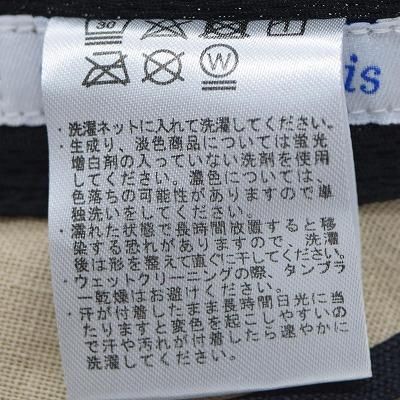 30
W
is
・洗濯ネットに入れて洗濯してください。
・生成り、淡色商品については蛍光
増白剤の入っていない洗剤を使用
してください。濃色については、
色落ちの可能性がありますので単
独洗いをしてください。
・濡れた状態で長時間放置すると移
染する恐れがありますので、洗濯
後は形を整えて直ぐに干してください。
・ウェットクリーニングの際、タンブラ
ー乾燥はお避けください。
・汗が付着したまま長時間日光に当
たりますと変色を起こしやすいの
で汗や汚れが付着したら速やかに
洗濯してください。